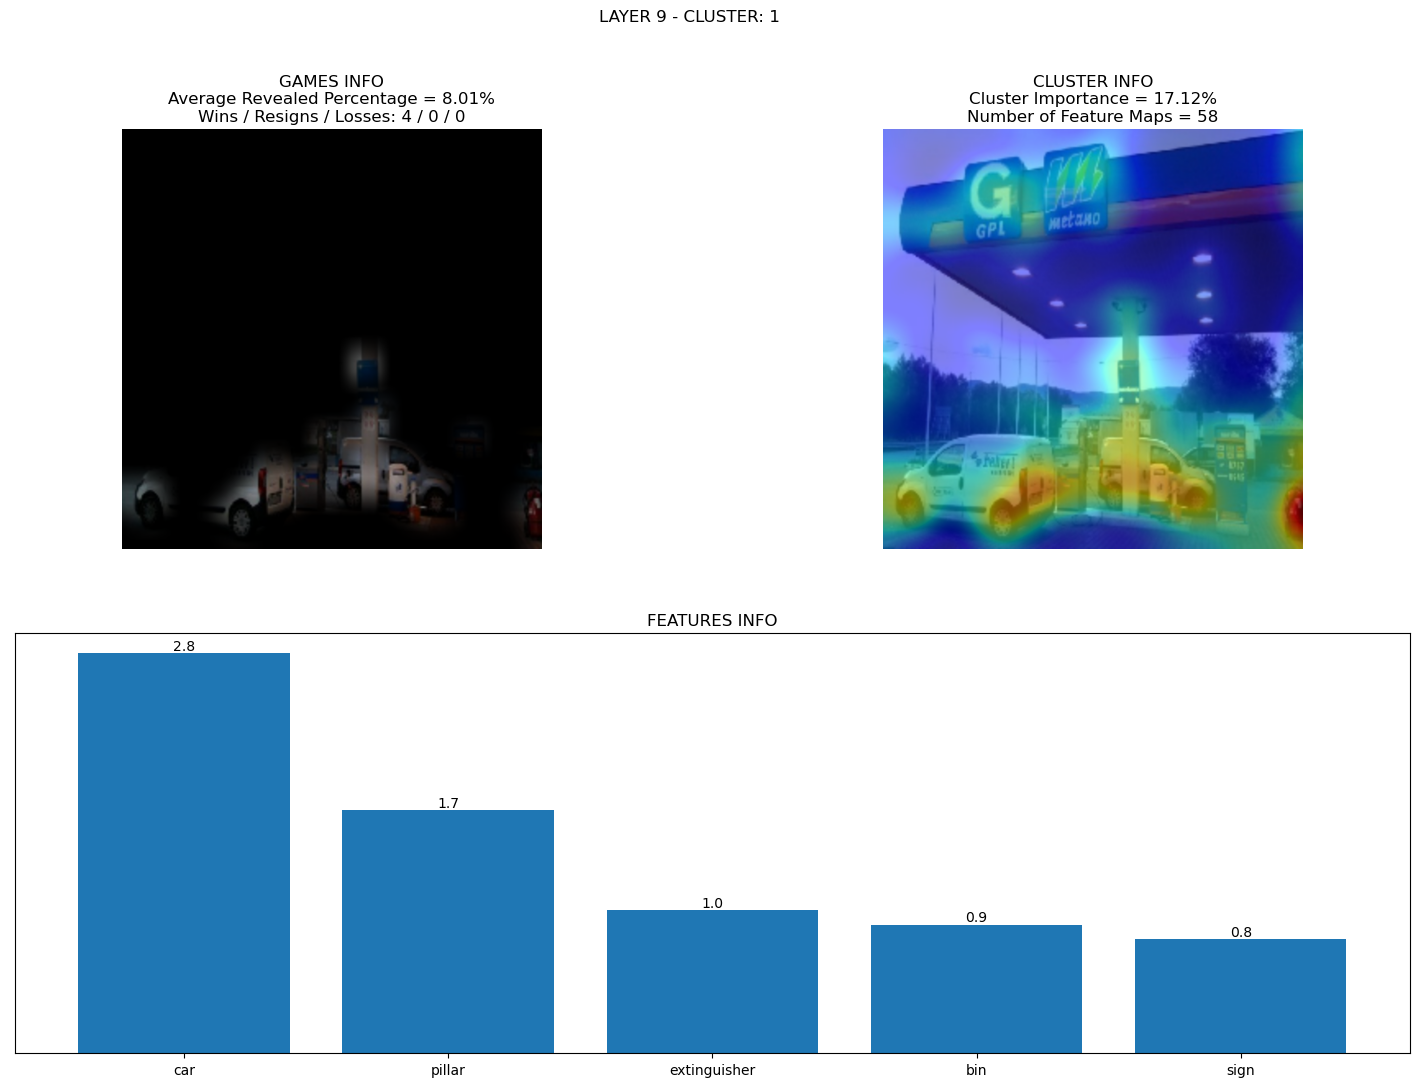 LAYER 9 - CLUSTER: 1
GAMES INFO
Average Revealed Percentage = 8.01%
Wins / Resigns / Losses: 4 / 0 / 0
CLUSTER INFO
Cluster Importance = 17.12%
Number of Feature Maps = 58
G
GPL
metano
FEATURES INFO
2.8
1.7
1.0
0.9
0.8
car
pillar
extinguisher
bin
sign